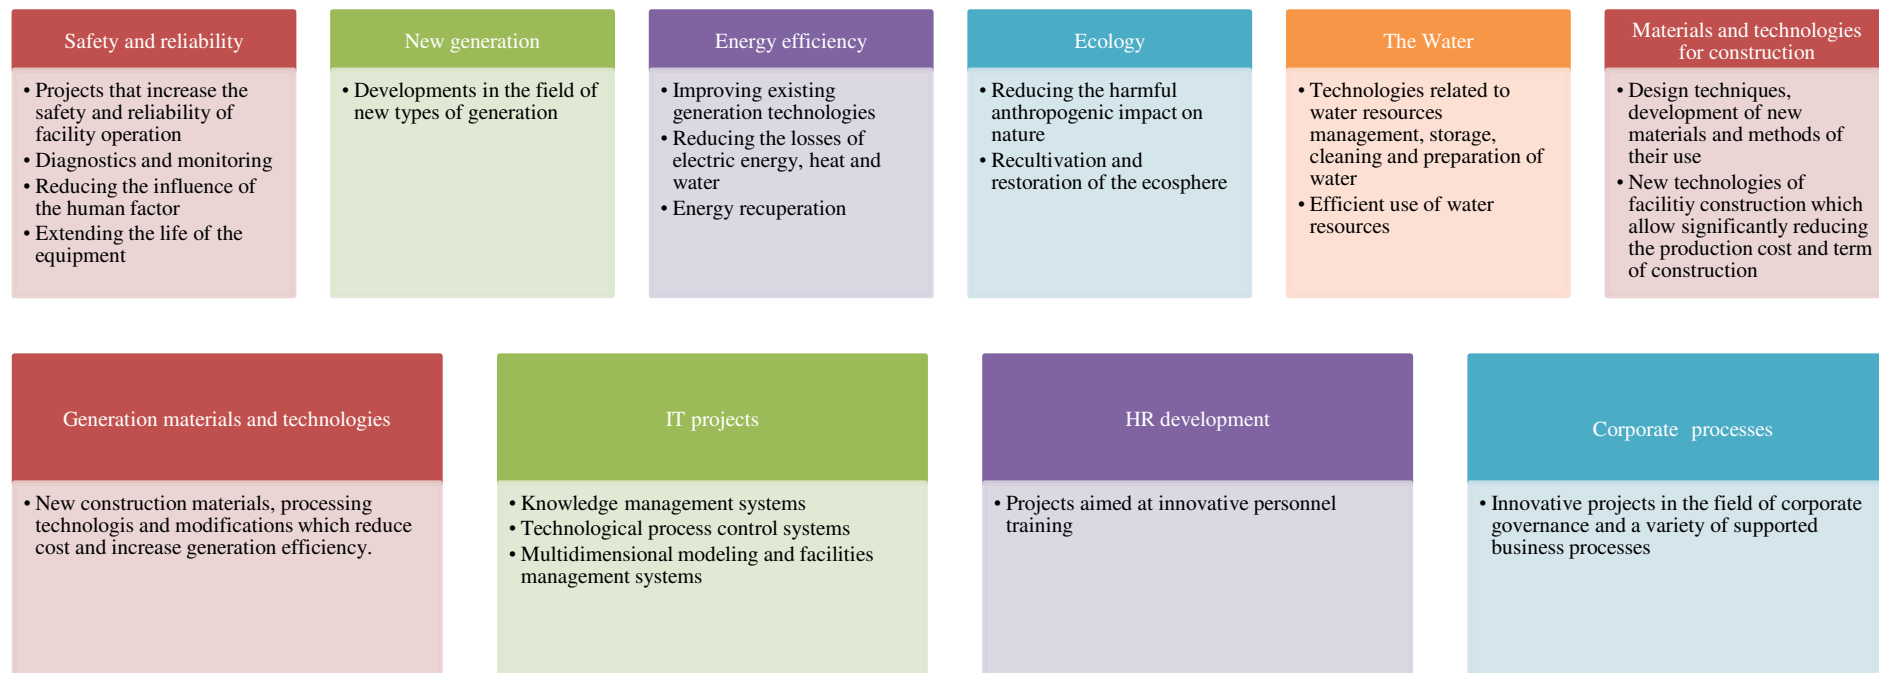 Safety and reliability
• Projects that increase the
safety and reliability of
facility operation
• Diagnostics and monitoring
• Reducing the influence of
the human factor
• Extending the life of the
equipment
New generation
• Developments in the field of
new types of generation
Energy efficiency
• Improving existing
generation technologies
• Reducing the losses of
electric energy, heat and
water
• Energy recuperation
Ecology
• Reducing the harmful
anthropogenic impact on
nature
• Recultivation and
restoration of the ecosphere
The Water
• Technologies related to
water resources
management, storage,
cleaning and preparation of
water
• Efficient use of water
resources
Materials and technologies
for construction
• Design techniques,
development of new
materials and methods of
their use
• New technologies of
facilitiy construction which
allow significantly reducing
the production cost and term
of construction
Generation materials and technologies
• New construction materials, processing
technologis and modifications which reduce
cost and increase generation efficiency.
IT projects
• Knowledge management systems
• Technological process control systems
• Multidimensional modeling and facilities
management systems
HR development
• Projects aimed at innovative personnel
training
Corporate processes
• Innovative projects in the field of corporate
governance and a variety of supported
business processes